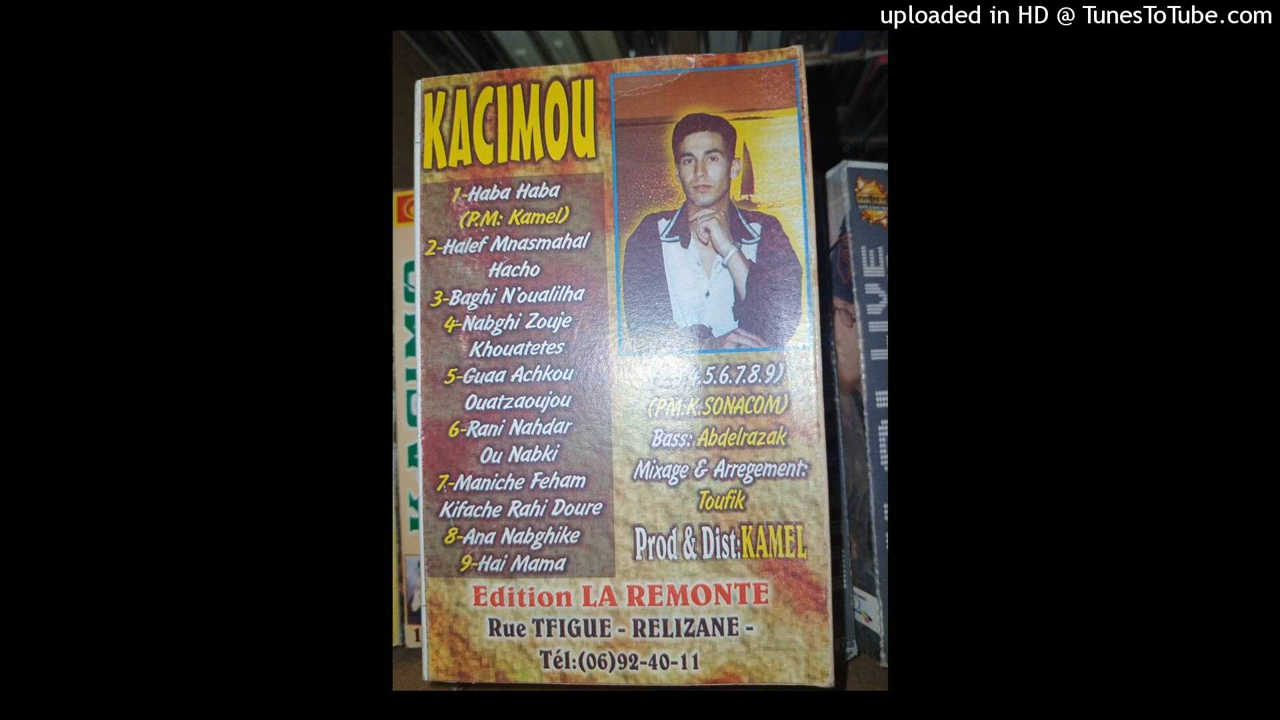 uploaded in HD @ TunesToTube.com
KACIMOU
1-Haba Haba
(P.M: Kamel)
2-Halef Mnasmahal
Hacho
3-Baghi N'oualilha
4-Nabghi Zouje
Khouatetes
5-Guaa Achkou
Ouatzaoujou
6-Rani Nahdar
Ou Nabki
7-Maniche Feham
Kifache Rahi Doure
8-Ana Nabghike
9-Hai Mama
4.5.6.7.8.9)
(PM:K.SONACOM)
Bass: Abdelrazak
Mixage & Arregement:
Toufik
Prod & Dist:KAMEL
Edition LA REMONTE
Rue TFIGUE - RELIZANE -
Tél:(06)92-40-11
KACIMO
LIVE